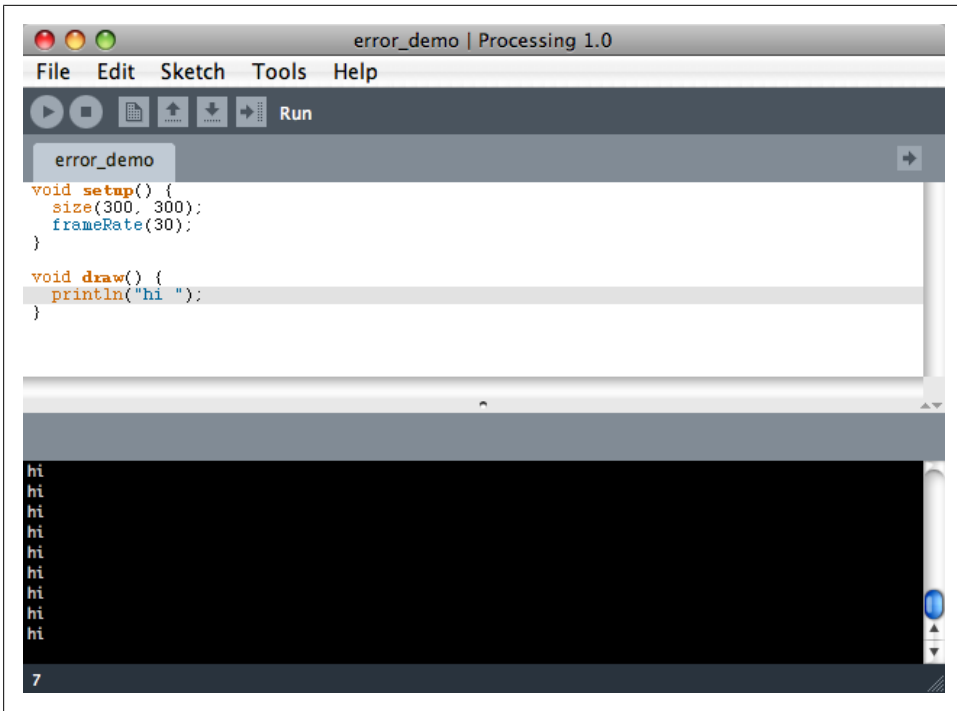 error_demo | Processing 1.0
File Edit Sketch Tools Help
Run
error_demo
void setup() {
  size(300, 300);
  frameRate(30);
}
void draw() {
  println("hi ");
}
hi
hi
hi
hi
hi
hi
hi
hi
hi
7